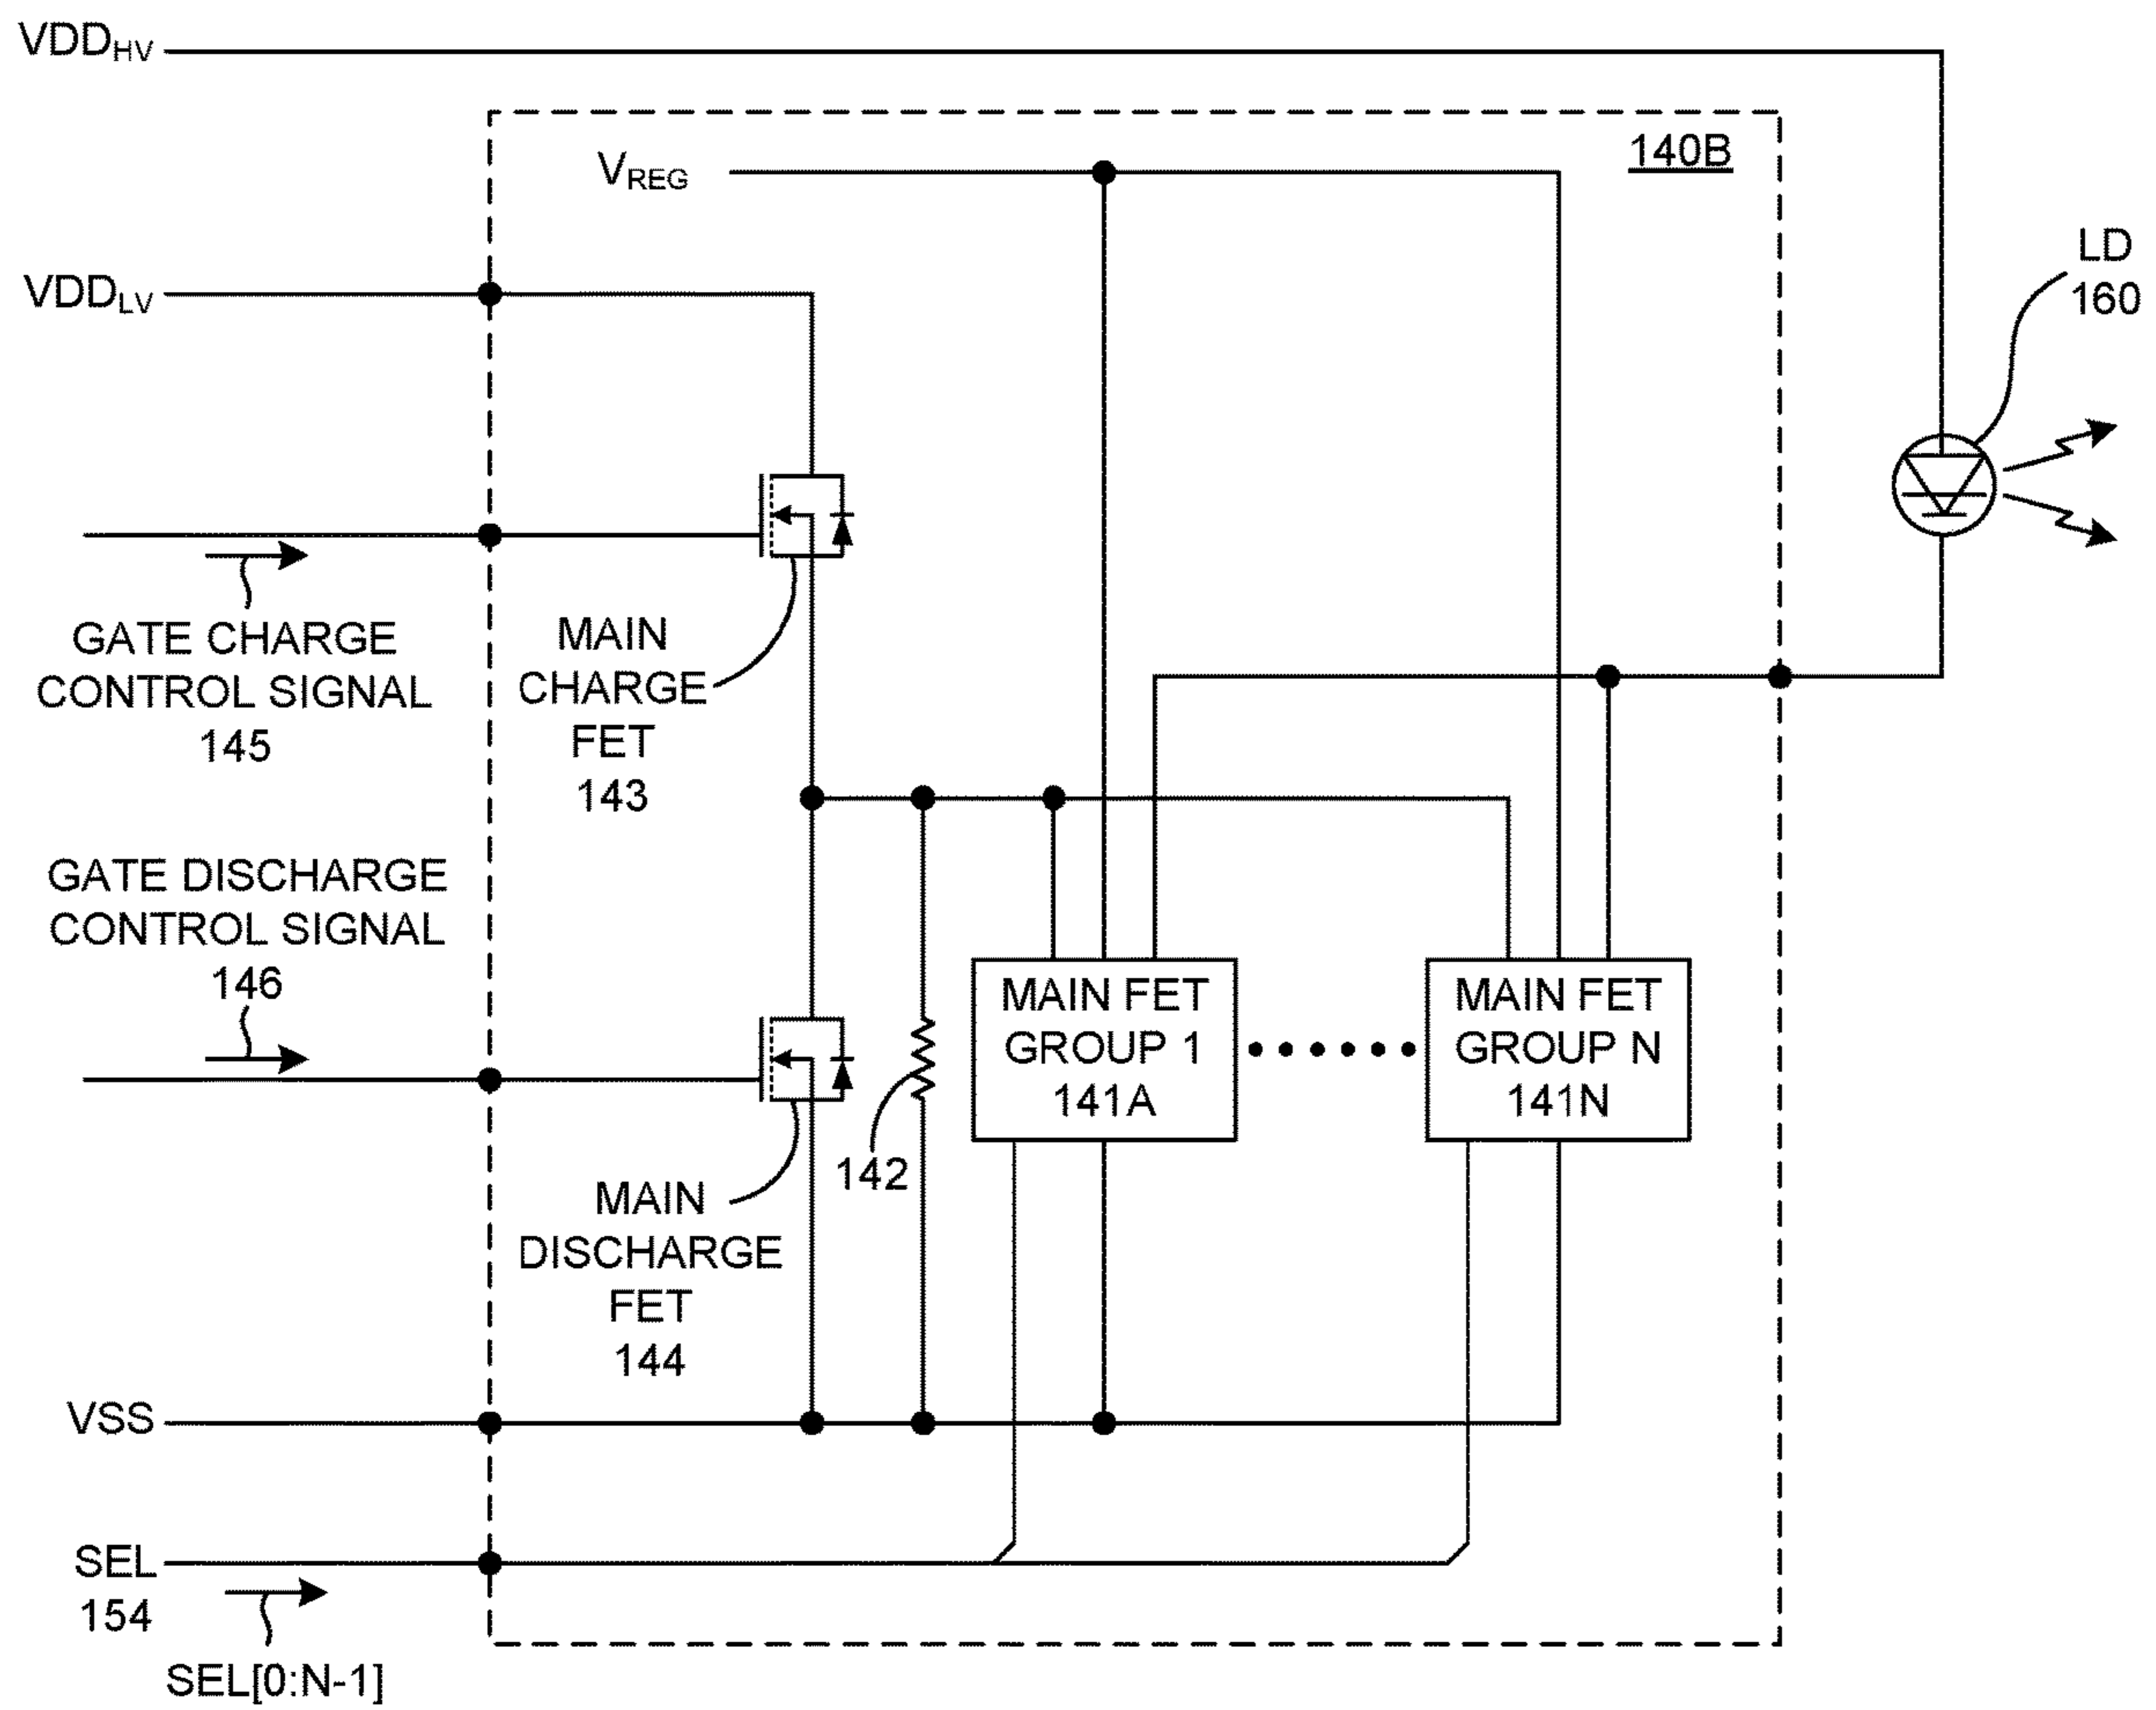 VDDHV
140B
VREG
LD
160
VDDLV
GATE CHARGE
CONTROL SIGNAL
145
MAIN
CHARGE
FET
143
GATE DISCHARGE
CONTROL SIGNAL
146
MAIN FET
GROUP 1
141A
MAIN FET
GROUP N
141N
142
MAIN
DISCHARGE
FET
144
VSS
SEL
154
SEL[0:N-1]